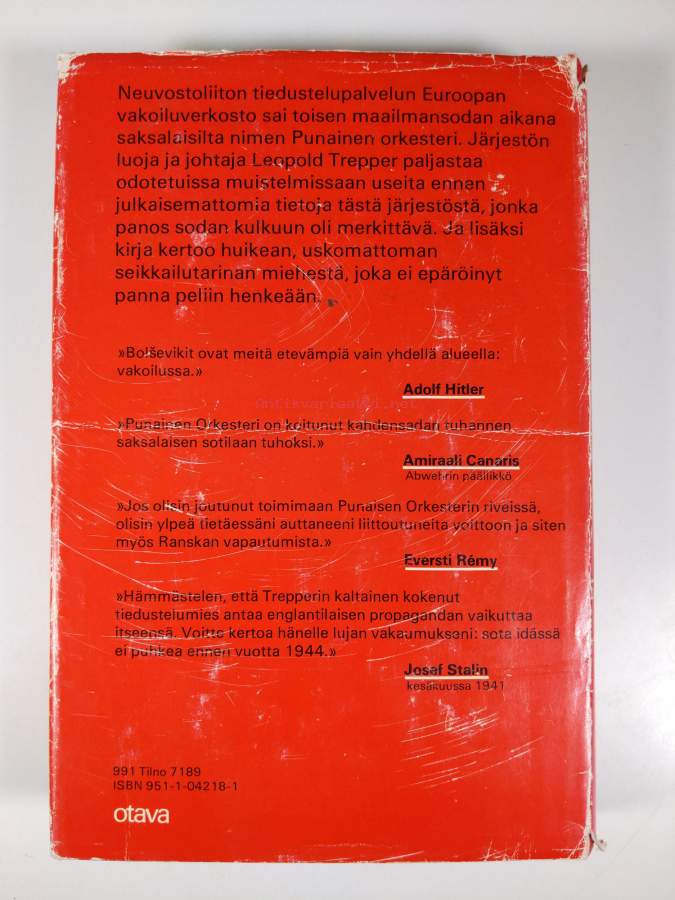 Neuvostoliiton tiedustelupalvelun Euroopan
vakoiluverkosto sai toisen maailmansodan aikana
saksalaisilta nimen Punainen orkesteri. Järjestön
luoja ja johtaja Leopold Trepper paljastaa
odotetuissa muistelmissaan useita ennen
julkaisemattomia tietoja tästä järjestöstä, jonka
panos sodan kulkuun oli merkittävä. Ja lisäksi
kirja kertoo huikean, uskomattoman
seikkailutarinan miehestä, joka ei epäröinyt
panna peliin henkeään.
»Bolševikit ovat meitä etevämpiä vain yhdellä alueella:
vakoilussa.»
Adolf Hitler
Antikvariaatti.net
»Punaisen Orkesteri on koitunut kahdensadan tuhannen
saksalaisen sotilaan tuhoksi.»
Amiraali Canaris
Abwehrin päällikkö
»Jos olisin joutunut toimimaan Punaisen Orkesterin riveissä,
olisin ylpeä tietäessäni auttaneeni liittoutuneita voittoon ja siten
myös Ranskan vapautumista.»
Eversti Rémy
»Hämmästelen, että Trepperin kaltainen kokenut
tiedustelumies antaa englantilaisen propagandan vaikuttaa
itseensä. Voitte kertoa hänelle lujan vakaumukseni: sota idässä
ei puhkea ennen vuotta 1944.»
Josef Stalin
kesäkuussa 1941
991 Tilno 7189
ISBN 951-1-04218-1
otava